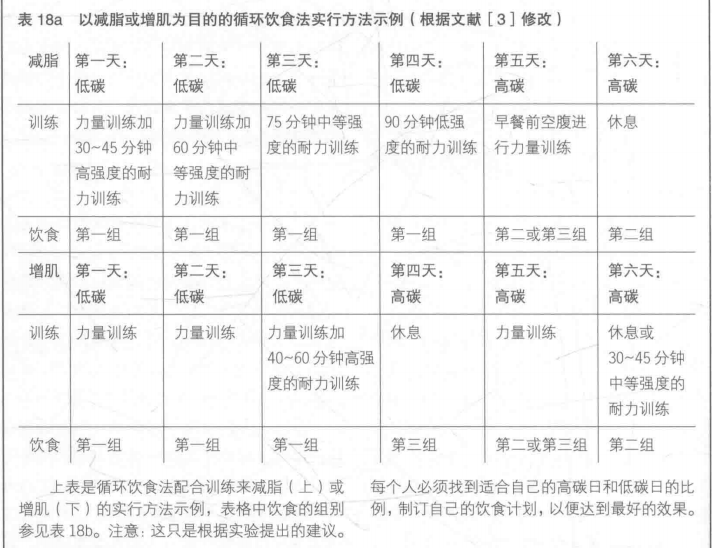 表 18a 以减脂或增肌为目的的循环饮食法实行方法示例（根据文献［3］修改）
减脂 第一天： 第二天： 第三天： 第四天： 第五天： 第六天：
低碳 低碳 低碳 低碳 高碳 高碳
训练 力量训练加 力量训练加 75 分钟中等强 90 分钟低强 早餐前空腹进 休息
30~45 分钟 60 分钟中 度的耐力训练 度的耐力训练 行力量训练
高强度的耐 等强度的耐
力训练 力训练
饮食 第一组 第一组 第一组 第一组 第二或第三组 第二组
增肌 第一天： 第二天： 第三天： 第四天： 第五天： 第六天：
低碳 低碳 低碳 高碳 高碳 高碳
训练 力量训练 力量训练 力量训练加 休息 力量训练 休息或
40~60 分钟高强 30~45 分钟
度的耐力训练 中等强度的
耐力训练
饮食 第一组 第一组 第一组 第三组 第二或第三组 第二组
上表是循环饮食法配合训练来减脂（上）或
增肌（下）的实行方法示例，表格中饮食的组别
参见表 18b。注意：这只是根据实验提出的建议。
每个人必须找到适合自己的高碳日和低碳日的比
例，制订自己的饮食计划，以便达到最好的效果。